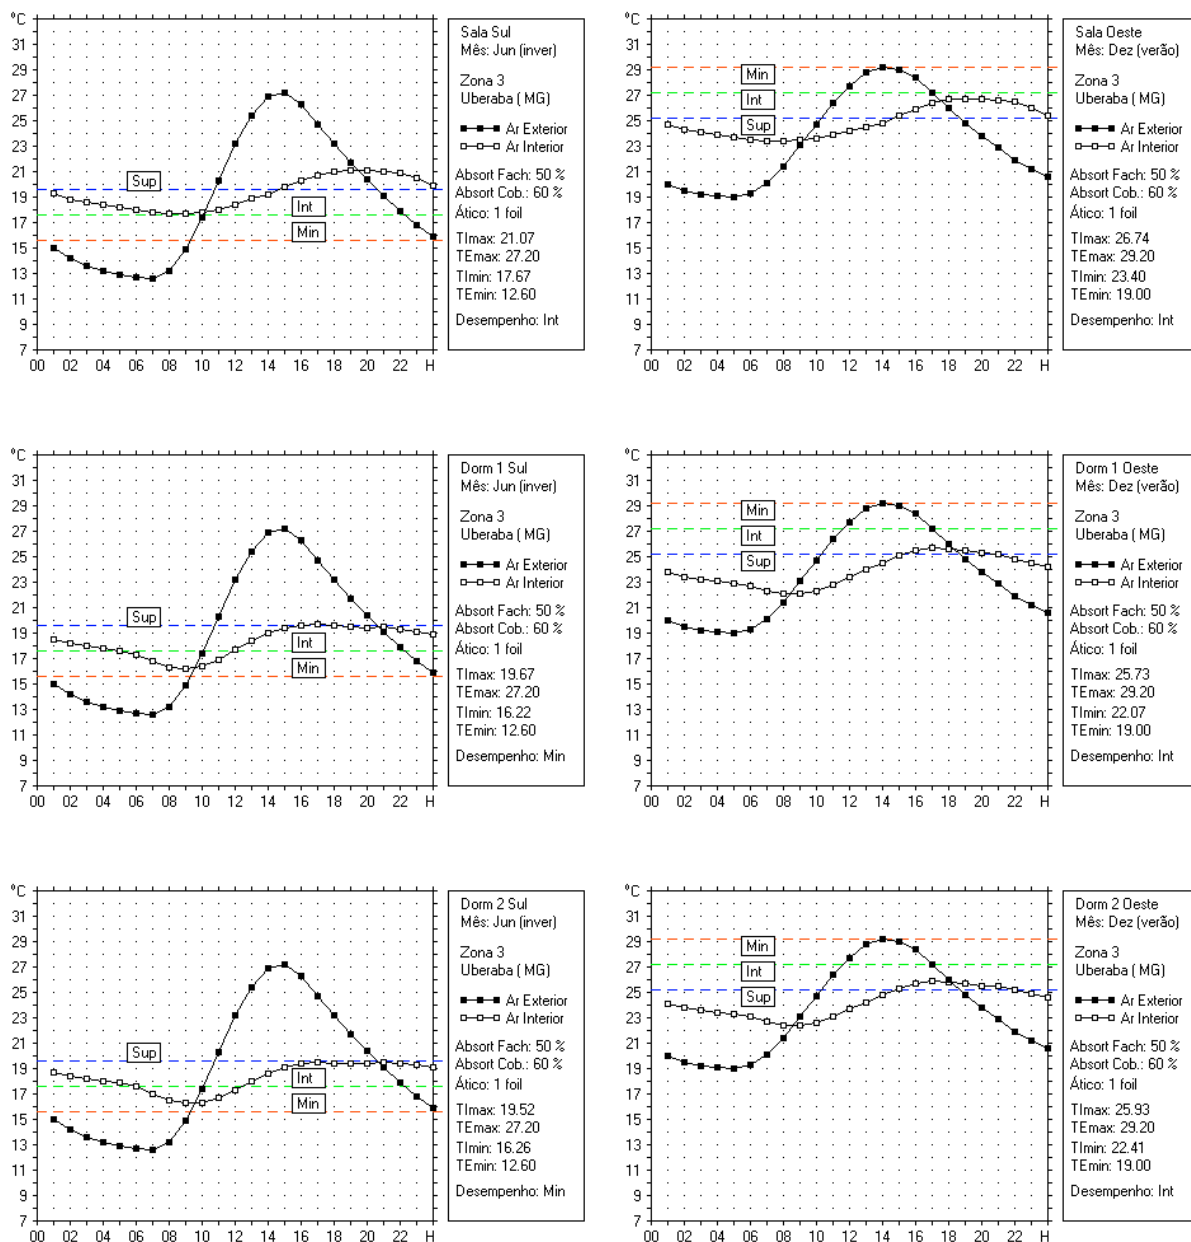 °C
31
29
27
25
23
21
19
17
15
13
11
9
7
00 02 04 06 08 10 12 14 16 18 20 22 H
Sup
Int
Min
Sala Sul
Mês: Jun (inver)
Zona 3
Uberaba ( MG)
Ar Exterior
Ar Interior
Absort Fach: 50 %
Absort Cob.: 60 %
Ático: 1 foil
TImax: 21.07
TEmax: 27.20
TImin: 17.67
TEmin: 12.60
Desempenho: Int
°C
31
29
27
25
23
21
19
17
15
13
11
9
7
00 02 04 06 08 10 12 14 16 18 20 22 H
Min
Int
Sup
Sala Oeste
Mês: Dez (verão)
Zona 3
Uberaba ( MG)
Ar Exterior
Ar Interior
Absort Fach: 50 %
Absort Cob.: 60 %
Ático: 1 foil
TImax: 26.74
TEmax: 29.20
TImin: 23.40
TEmin: 19.00
Desempenho: Int
°C
31
29
27
25
23
21
19
17
15
13
11
9
7
00 02 04 06 08 10 12 14 16 18 20 22 H
Sup
Int
Min
Dorm 1 Sul
Mês: Jun (inver)
Zona 3
Uberaba ( MG)
Ar Exterior
Ar Interior
Absort Fach: 50 %
Absort Cob.: 60 %
Ático: 1 foil
TImax: 19.67
TEmax: 27.20
TImin: 16.22
TEmin: 12.60
Desempenho: Min
°C
31
29
27
25
23
21
19
17
15
13
11
9
7
00 02 04 06 08 10 12 14 16 18 20 22 H
Min
Int
Sup
Dorm 1 Oeste
Mês: Dez (verão)
Zona 3
Uberaba ( MG)
Ar Exterior
Ar Interior
Absort Fach: 50 %
Absort Cob.: 60 %
Ático: 1 foil
TImax: 25.73
TEmax: 29.20
TImin: 22.07
TEmin: 19.00
Desempenho: Int
°C
31
29
27
25
23
21
19
17
15
13
11
9
7
00 02 04 06 08 10 12 14 16 18 20 22 H
Sup
Int
Min
Dorm 2 Sul
Mês: Jun (inver)
Zona 3
Uberaba ( MG)
Ar Exterior
Ar Interior
Absort Fach: 50 %
Absort Cob.: 60 %
Ático: 1 foil
TImax: 19.52
TEmax: 27.20
TImin: 16.26
TEmin: 12.60
Desempenho: Min
°C
31
29
27
25
23
21
19
17
15
13
11
9
7
00 02 04 06 08 10 12 14 16 18 20 22 H
Min
Int
Sup
Dorm 2 Oeste
Mês: Dez (verão)
Zona 3
Uberaba ( MG)
Ar Exterior
Ar Interior
Absort Fach: 50 %
Absort Cob.: 60 %
Ático: 1 foil
TImax: 25.93
TEmax: 29.20
TImin: 22.41
TEmin: 19.00
Desempenho: Int